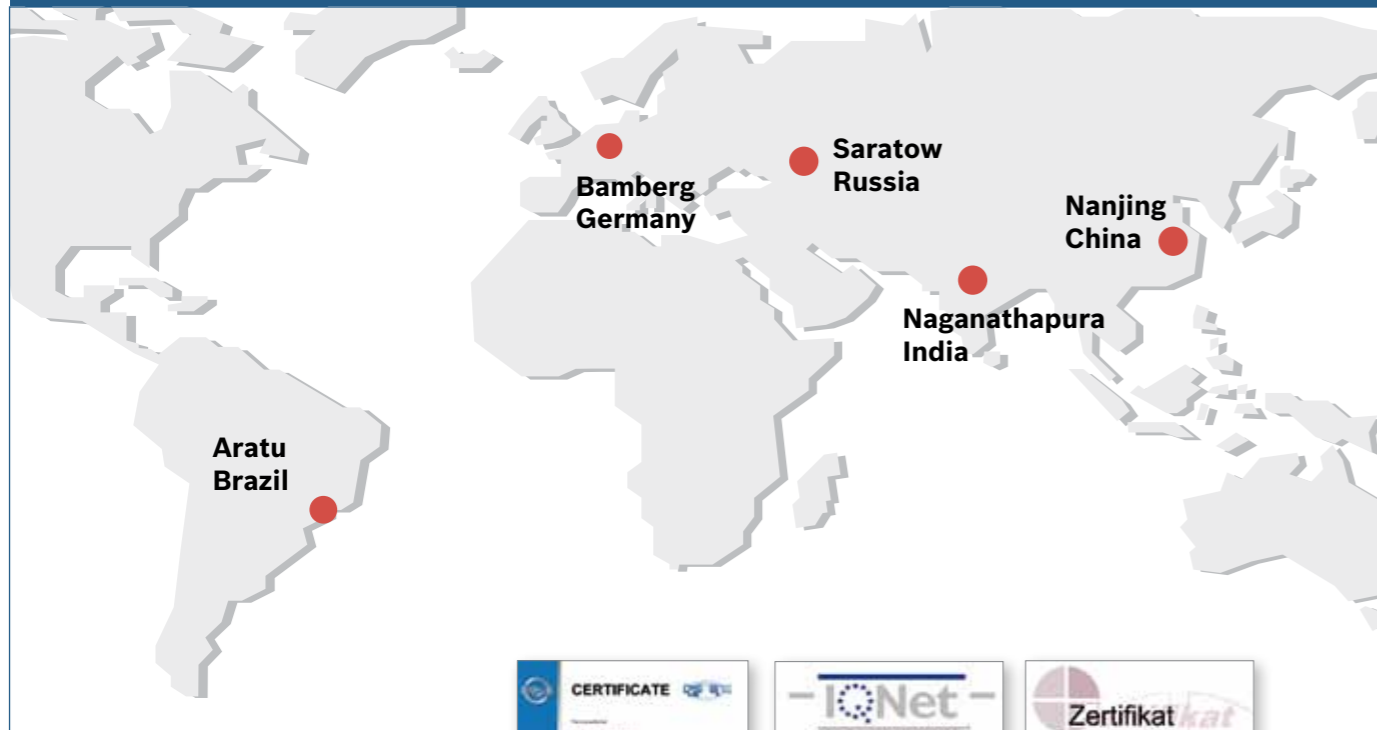 Saratow
Russia
Bamberg
Germany
Nanjing
China
Naganathapura
India
Aratu
Brazil
CERTIFICATE
IQNet
Zertifikat